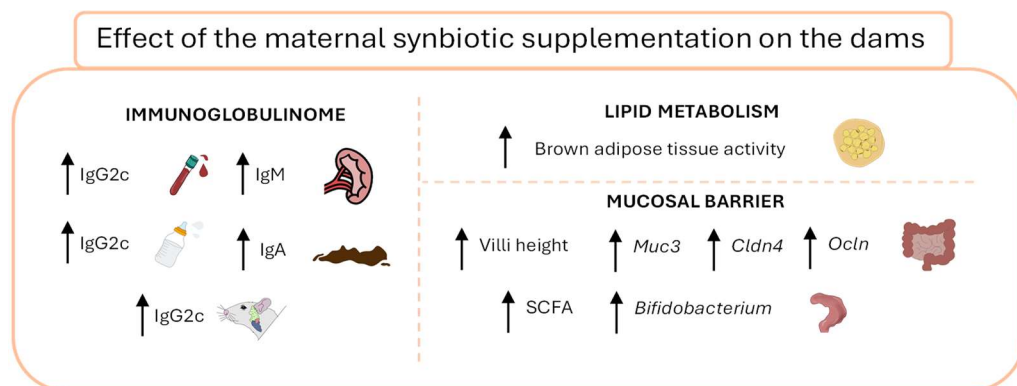 Effect of the maternal synbiotic supplementation on the dams
IMMUNOGLOBULINOME
IgG2c
IgM
IgG2c
IgA
IgG2c
LIPID METABOLISM
Brown adipose tissue activity
MUCOSAL BARRIER
Villi height
Muc3
Cldn4
Ocln
SCFA
Bifidobacterium